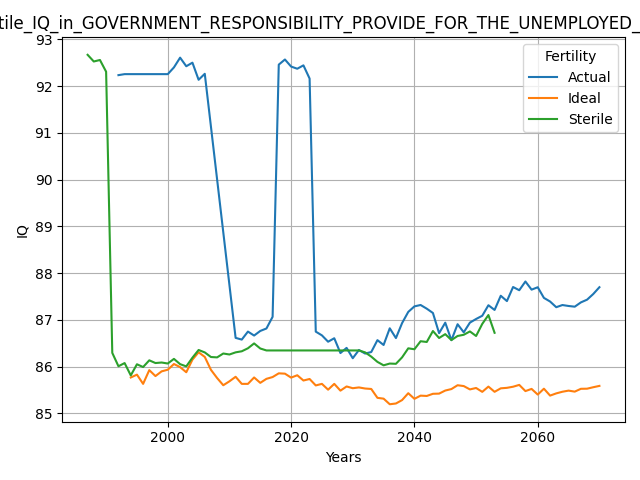 tile_IQ_in_GOVERNMENT_RESPONSIBILITY_PROVIDE_FOR_THE_UNEMPLOYED_
93
92
91
90
89
88
87
86
85
IQ
Fertility
Actual
Ideal
Sterile
2000
2020
2040
2060
Years